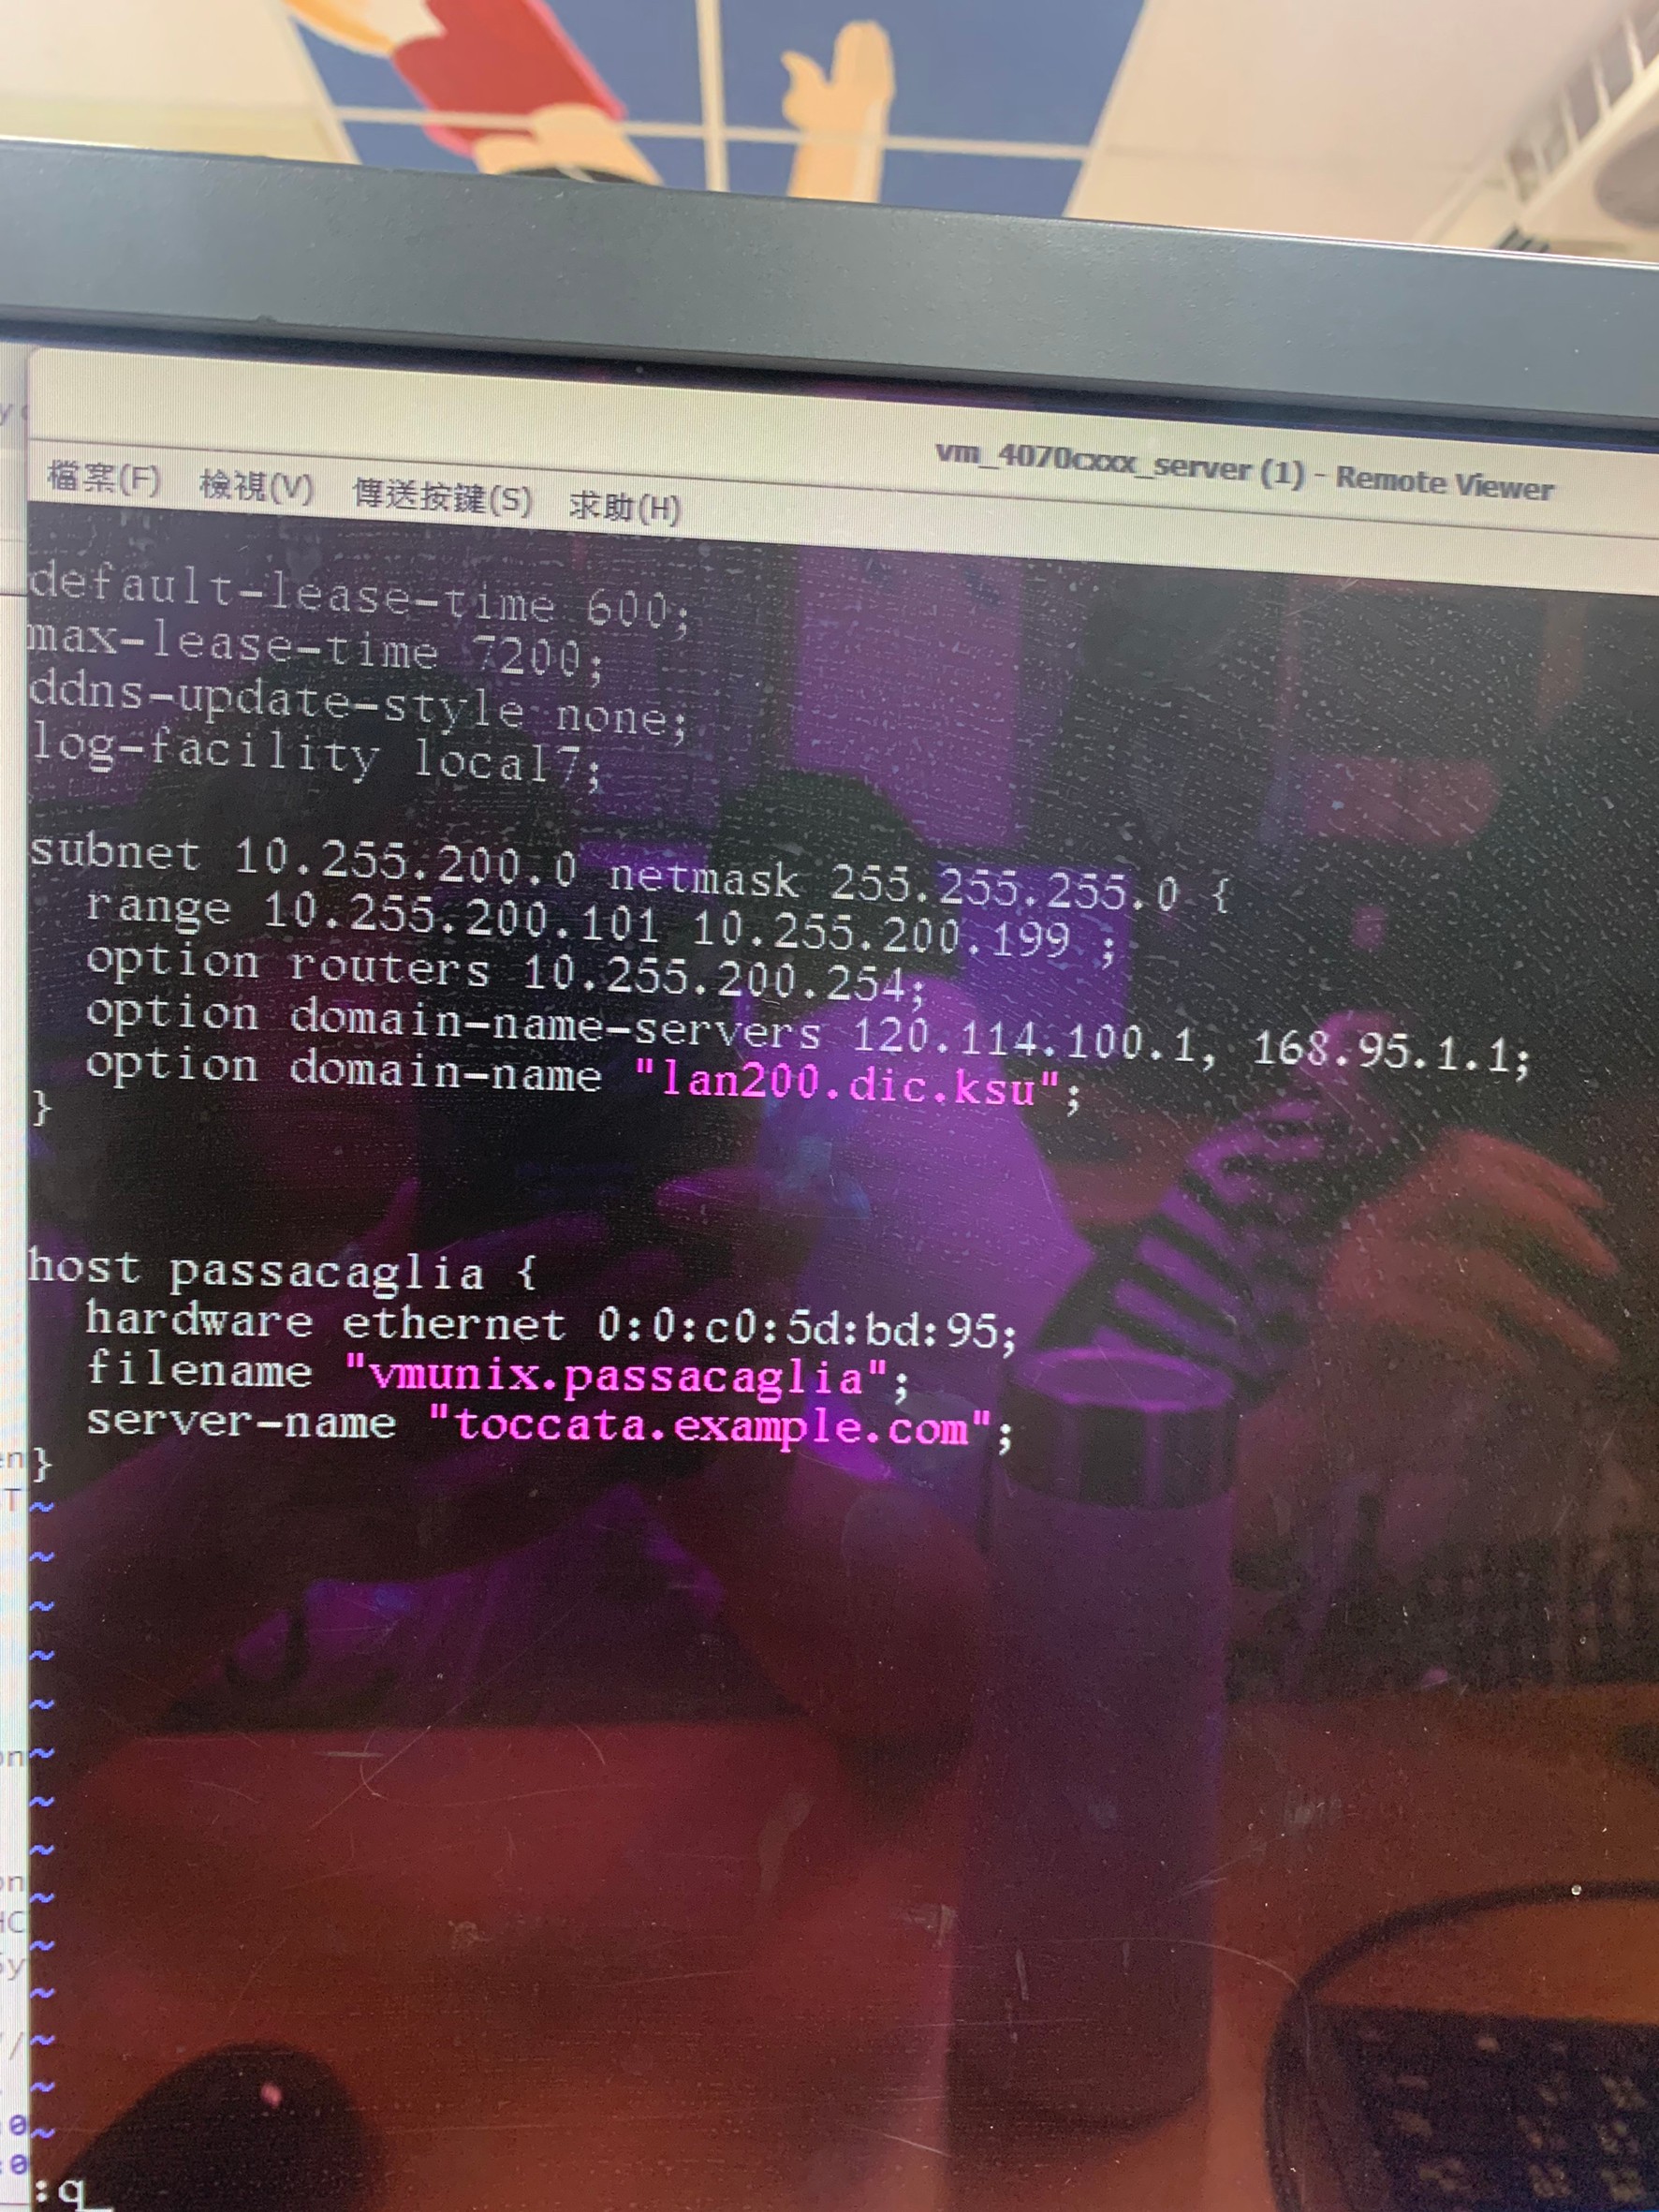 vm_4070cxxx_server (1) - Remote Viewer
檔案(F) 檢視(V) 傳送按鍵(S) 求助(H)
default-lease-time 600;
max-lease-time 7200;
ddns-update-style none;
log-facility local7;
subnet 10.255.200.0 netmask 255.255.255.0 {
range 10.255.200.101 10.255.200.199 ;
option routers 10.255.200.254;
option domain-name-servers 120.114.100.1, 168.95.1.1;
option domain-name "lan200.dic.ksu";
}
host passacaglia {
hardware ethernet 0:0:c0:5d:bd:95;
filename "vmunix.passacaglia";
server-name "toccata.example.com";
}
~
~
~
~
~
~
~
~
~
~
~
~
~
~
:q_